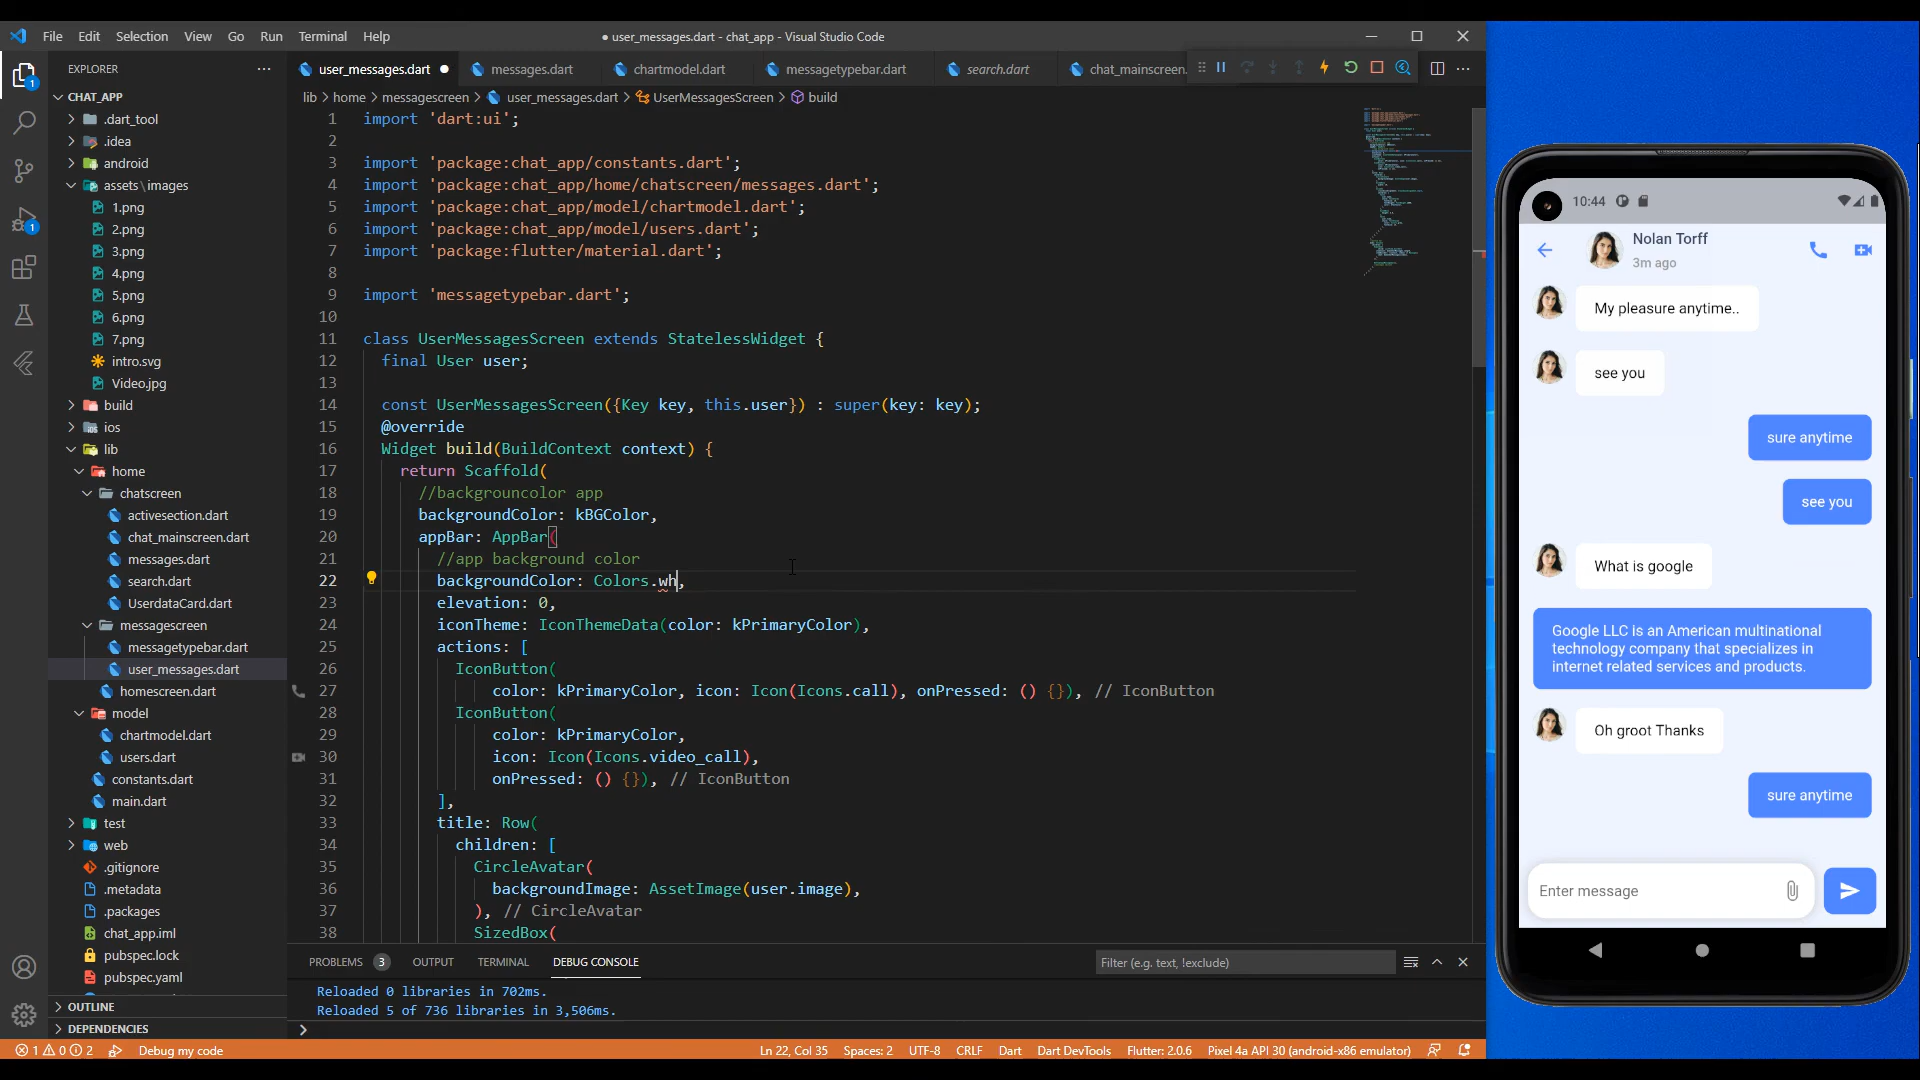 File Edit Selection View Go Run Terminal Help
● user_messages.dart - chat_app - Visual Studio Code
EXPLORER
CHAT_APP
.dart_tool
.idea
android
assets\images
1.png
2.png
3.png
4.png
5.png
6.png
7.png
intro.svg
Video.jpg
build
ios
lib
home
chatscreen
activesection.dart
chat_mainscreen.dart
messages.dart
search.dart
UserdataCard.dart
messagescreen
messagetypebar.dart
user_messages.dart
homescreen.dart
model
chartmodel.dart
users.dart
constants.dart
main.dart
test
web
.gitignore
.metadata
.packages
chat_app.iml
pubspec.lock
pubspec.yaml
OUTLINE
DEPENDENCIES
1
1
user_messages.dart messages.dart chartmodel.dart messagetypebar.dart search.dart chat_mainscreen.
lib > home > messagescreen > user_messages.dart > UserMessagesScreen > build
1 import 'dart:ui';
2
3 import 'package:chat_app/constants.dart';
4 import 'package:chat_app/home/chatscreen/messages.dart';
5 import 'package:chat_app/model/chartmodel.dart';
6 import 'package:chat_app/model/users.dart';
7 import 'package:flutter/material.dart';
8
9 import 'messagetypebar.dart';
10
11 class UserMessagesScreen extends StatelessWidget {
12 final User user;
13
14 const UserMessagesScreen({Key key, this.user}) : super(key: key);
15 @override
16 Widget build(BuildContext context) {
17 return Scaffold(
18 //backgrouncolor app
19 backgroundColor: kBGColor,
20 appBar: AppBar(
21 //app background color
22 backgroundColor: Colors.wh,
23 elevation: 0,
24 iconTheme: IconThemeData(color: kPrimaryColor),
25 actions: [
26 IconButton(
27 color: kPrimaryColor, icon: Icon(Icons.call), onPressed: () {}), // IconButton
28 IconButton(
29 color: kPrimaryColor,
30 icon: Icon(Icons.video_call),
31 onPressed: () {}), // IconButton
32 ],
33 title: Row(
34 children: [
35 CircleAvatar(
36 backgroundImage: AssetImage(user.image),
37 ), // CircleAvatar
38 SizedBox(
PROBLEMS 3 OUTPUT TERMINAL DEBUG CONSOLE
Filter (e.g. text, !exclude)
Reloaded 0 libraries in 702ms.
Reloaded 5 of 736 libraries in 3,506ms.
1 0 2 Debug my code
Ln 22, Col 35 Spaces: 2 UTF-8 CRLF Dart Dart DevTools Flutter: 2.0.6 Pixel 4a API 30 (android-x86 emulator)
10:44
Nolan Torff
3m ago
My pleasure anytime..
see you
sure anytime
see you
What is google
Google LLC is an American multinational
technology company that specializes in
internet related services and products.
Oh groot Thanks
sure anytime
Enter message